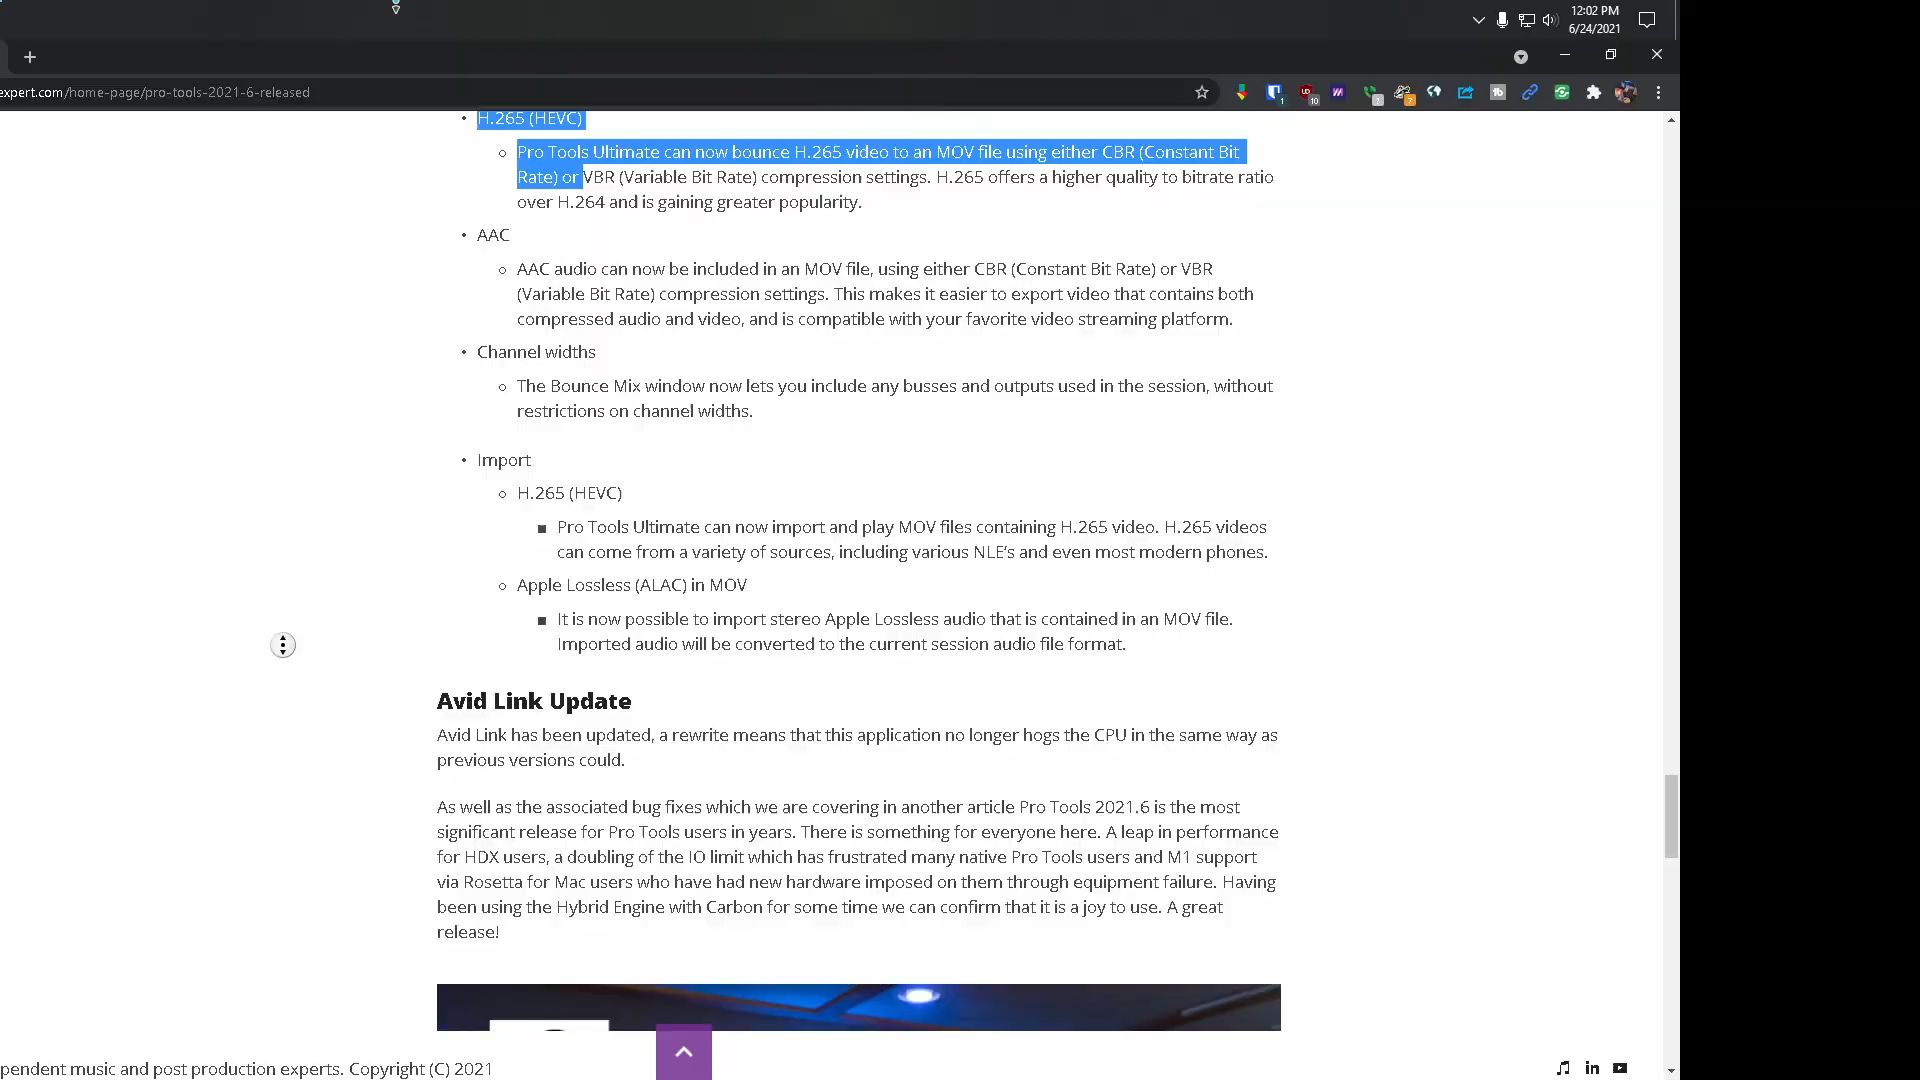 12:02 PM
6/24/2021
expert.com/home-page/pro-tools-2021-6-released
• H.265 (HEVC)
Pro Tools Ultimate can now bounce H.265 video to an MOV file using either CBR (Constant Bit
Rate) or VBR (Variable Bit Rate) compression settings. H.265 offers a higher quality to bitrate ratio
over H.264 and is gaining greater popularity.
• AAC
AAC audio can now be included in an MOV file, using either CBR (Constant Bit Rate) or VBR
(Variable Bit Rate) compression settings. This makes it easier to export video that contains both
compressed audio and video, and is compatible with your favorite video streaming platform.
• Channel widths
The Bounce Mix window now lets you include any busses and outputs used in the session, without
restrictions on channel widths.
• Import
H.265 (HEVC)
Pro Tools Ultimate can now import and play MOV files containing H.265 video. H.265 videos
can come from a variety of sources, including various NLE’s and even most modern phones.
Apple Lossless (ALAC) in MOV
It is now possible to import stereo Apple Lossless audio that is contained in an MOV file.
Imported audio will be converted to the current session audio file format.
Avid Link Update
Avid Link has been updated, a rewrite means that this application no longer hogs the CPU in the same way as
previous versions could.
As well as the associated bug fixes which we are covering in another article Pro Tools 2021.6 is the most
significant release for Pro Tools users in years. There is something for everyone here. A leap in performance
for HDX users, a doubling of the IO limit which has frustrated many native Pro Tools users and M1 support
via Rosetta for Mac users who have had new hardware imposed on them through equipment failure. Having
been using the Hybrid Engine with Carbon for some time we can confirm that it is a joy to use. A great
release!
pendent music and post production experts. Copyright (C) 2021